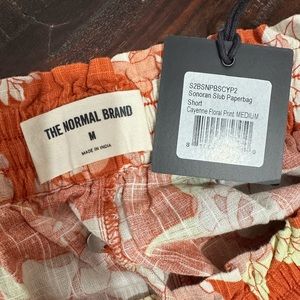 THE NORMAL BRAND
M
MADE IN INDIA
S2BSNPBSCYP2
Sonoran Slub Paperbag
Short
Cayenne Floral Print MEDIUM